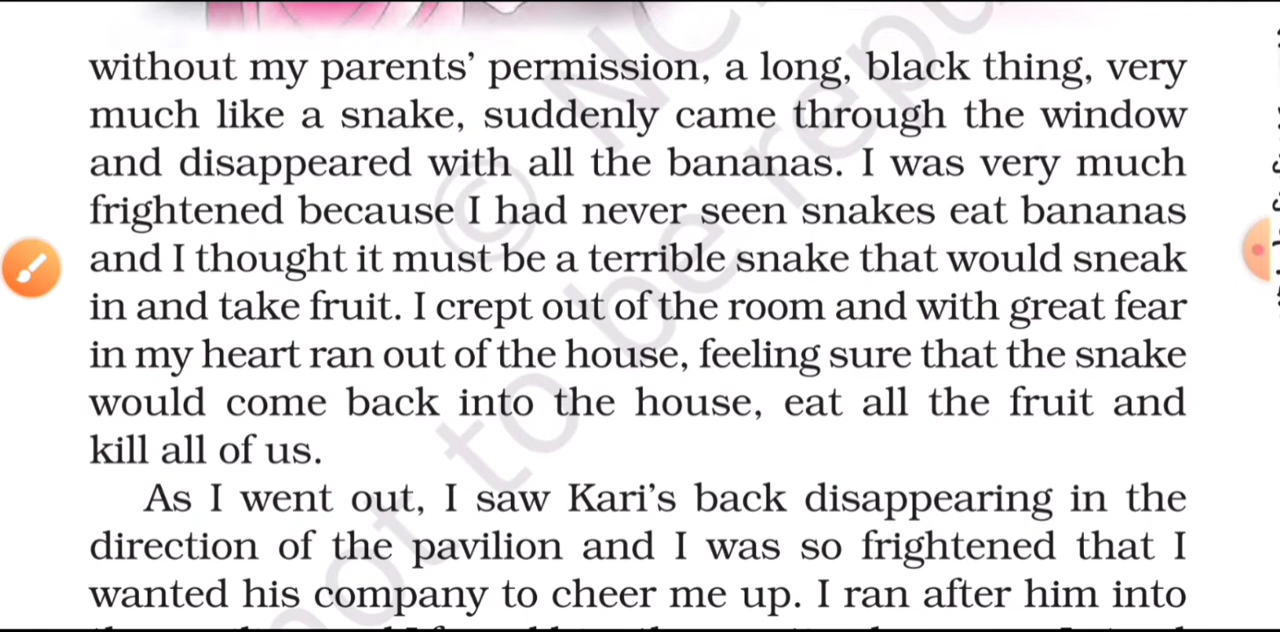 without my parents’ permission, a long, black thing, very
much like a snake, suddenly came through the window
and disappeared with all the bananas. I was very much
frightened because I had never seen snakes eat bananas
and I thought it must be a terrible snake that would sneak
in and take fruit. I crept out of the room and with great fear
in my heart ran out of the house, feeling sure that the snake
would come back into the house, eat all the fruit and
kill all of us.
As I went out, I saw Kari’s back disappearing in the
direction of the pavilion and I was so frightened that I
wanted his company to cheer me up. I ran after him into
© NC
not to be repu